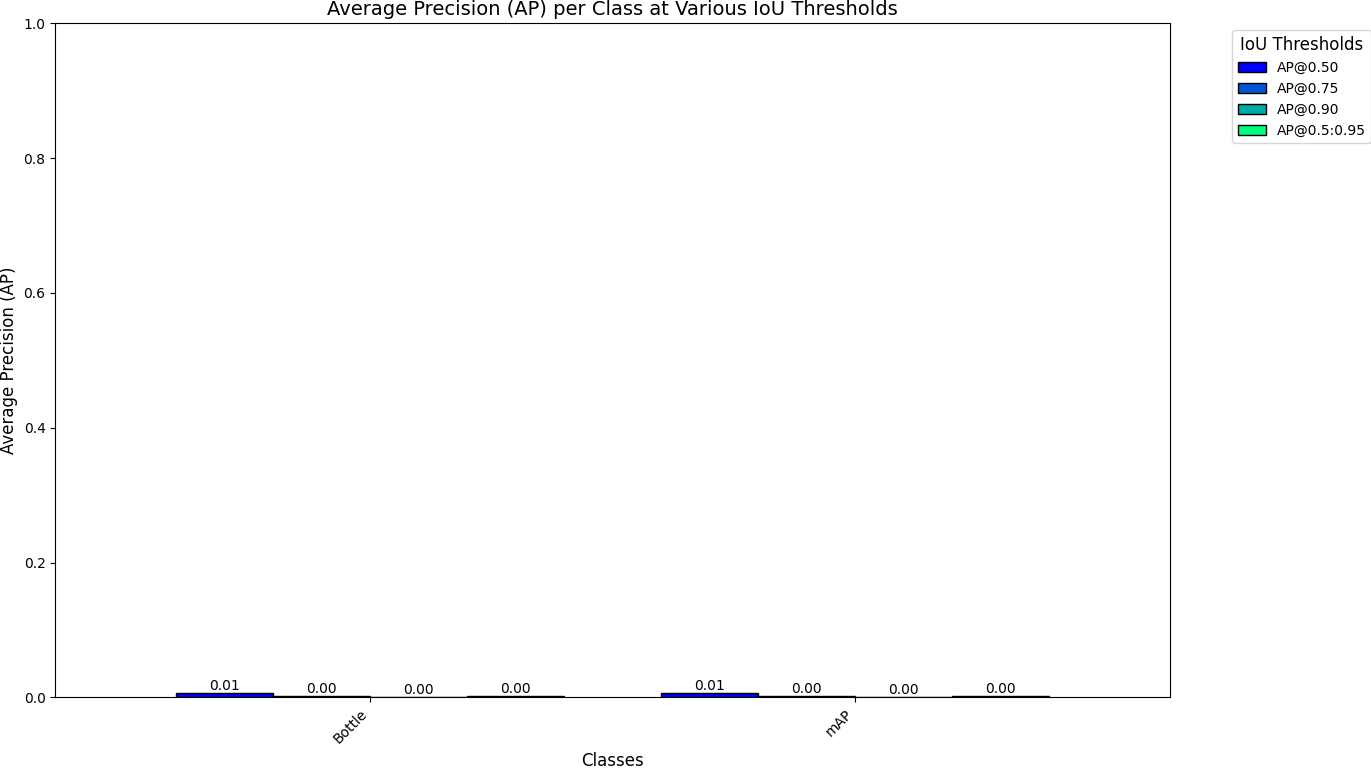 Average Precision (AP) per Class at Various IoU Thresholds
IoU Thresholds
AP@0.50
AP@0.75
AP@0.90
AP@0.5:0.95
Average Precision (AP)
1.0
0.8
0.6
0.4
0.2
0.0
0.01 0.00 0.00 0.00 0.01 0.00 0.00 0.00
Bottle mAP
Classes